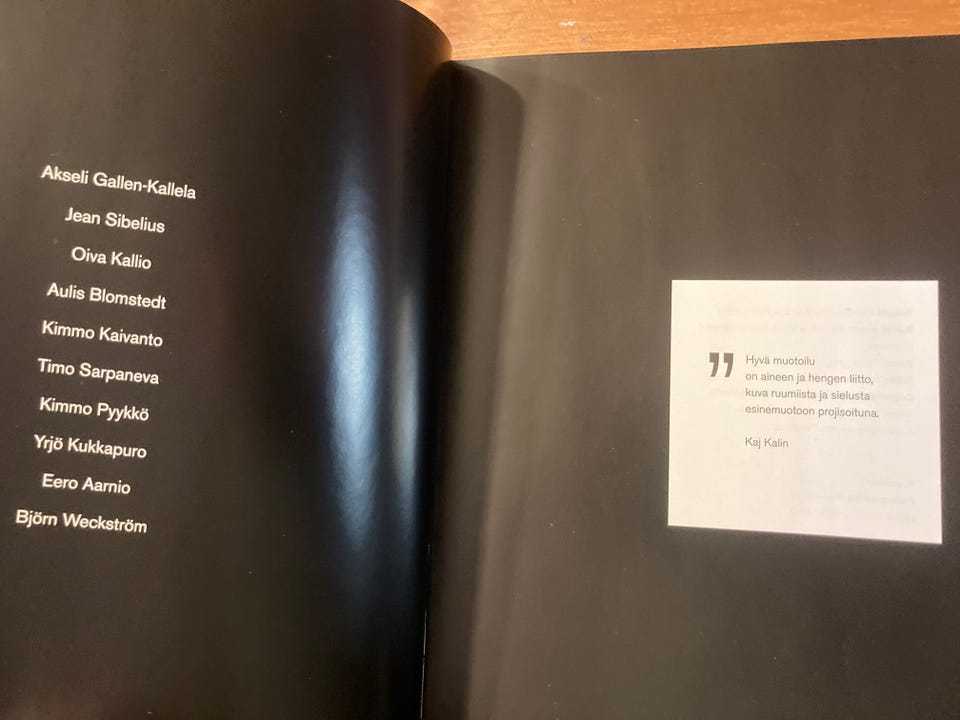 Akseli Gallen-Kallela
Jean Sibelius
Oiva Kallio
Aulis Blomstedt
Kimmo Kaivanto
Timo Sarpaneva
Kimmo Pyykkö
Yrjö Kukkapuro
Eero Aarnio
Björn Weckström
” Hyvä muotoilu
on aineen ja hengen liitto,
kuva ruumiista ja sielusta
esinemuotoon projisoituna.
Kaj Kalin